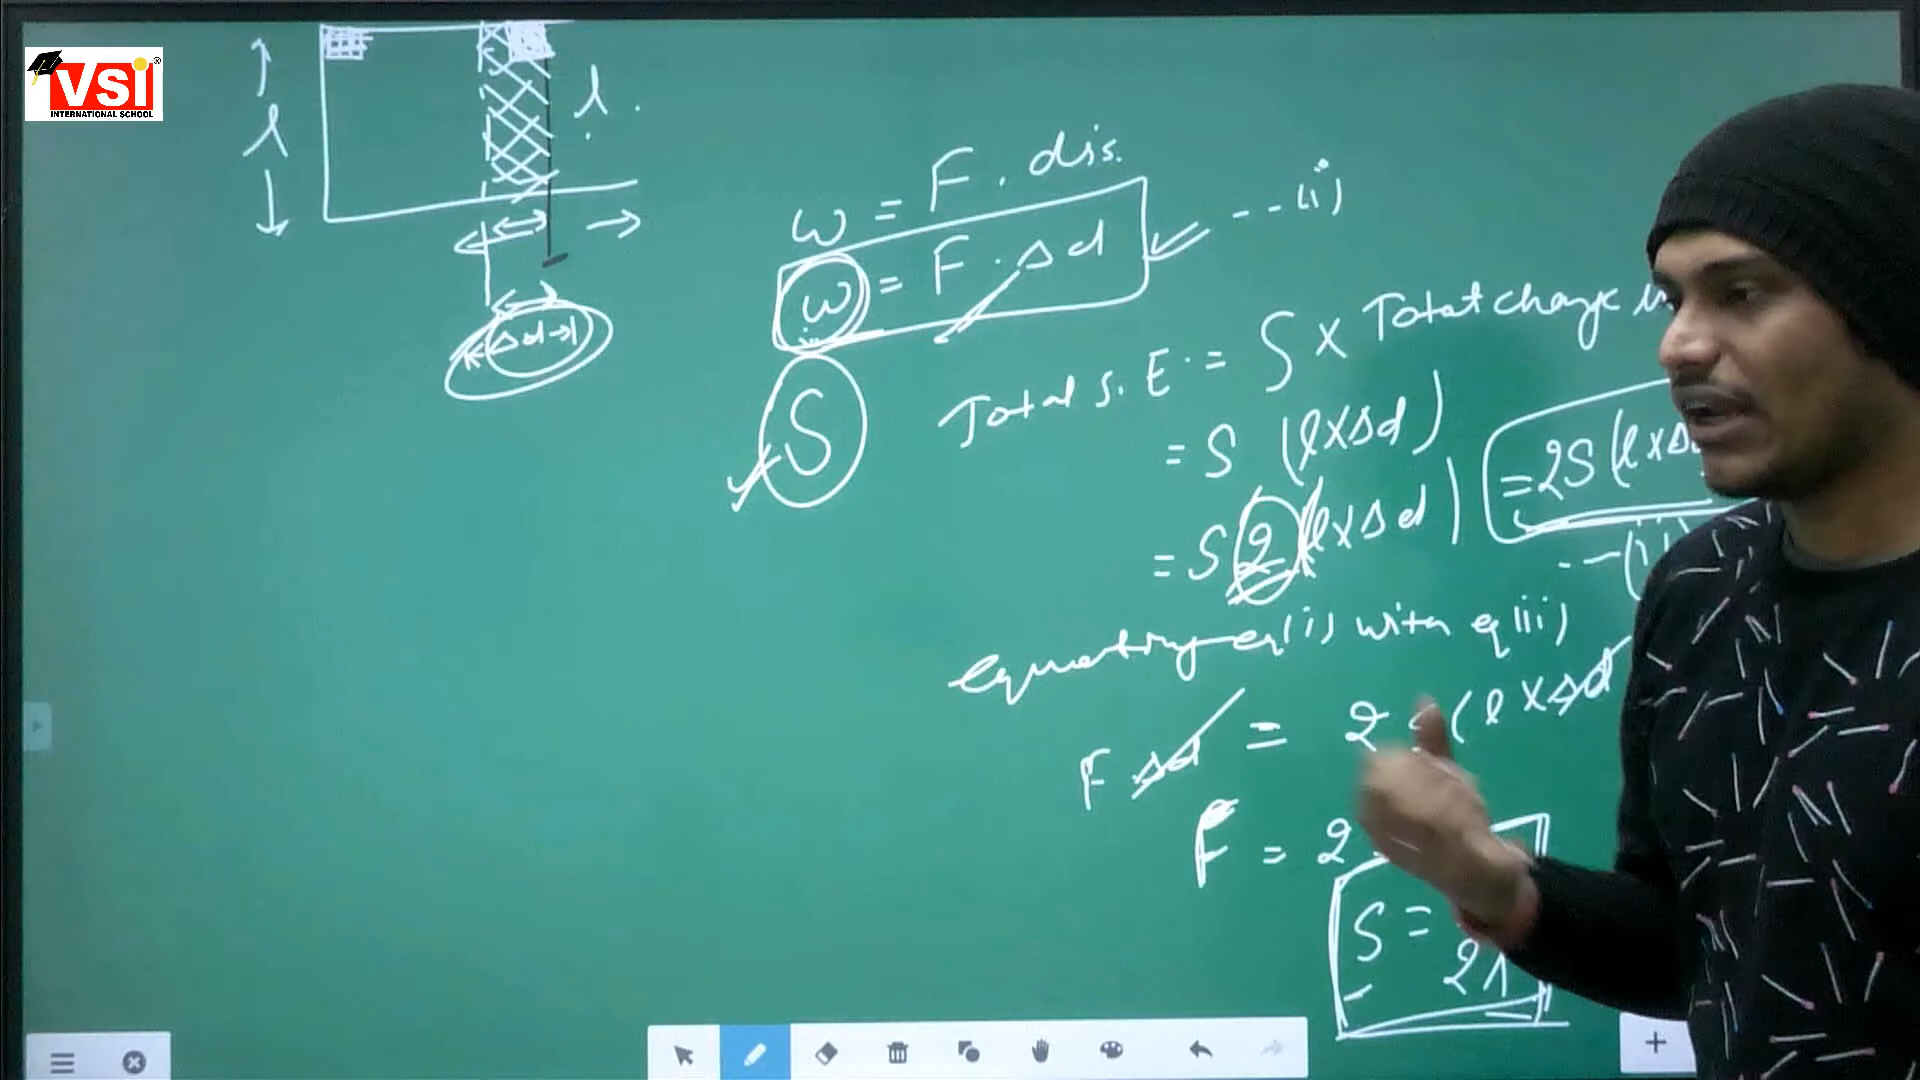 VSI
INTERNATIONAL SCHOOL
l
l
Δd
W = F . dis.
W = F . Δd --(i)
S
Total S. E. = S x Total change
= S (l x Δd)
= S 2 (l x Δd)
= 2S (l x Δ
--(ii)
equating eq(i) with eq(ii)
F Δd = 2 S (l x Δd
F = 2
S =
2l